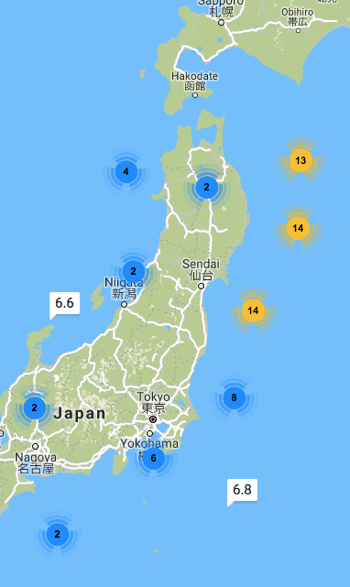 Sapporo
札幌
Obihiro
帯広
Hakodate
函館
13
4
2
14
Sendai
仙台
2
Niigata
新潟
6.6
14
8
Tokyo
東京
2
Japan
Yokohama
Nagoya
名古屋
6
6.8
2